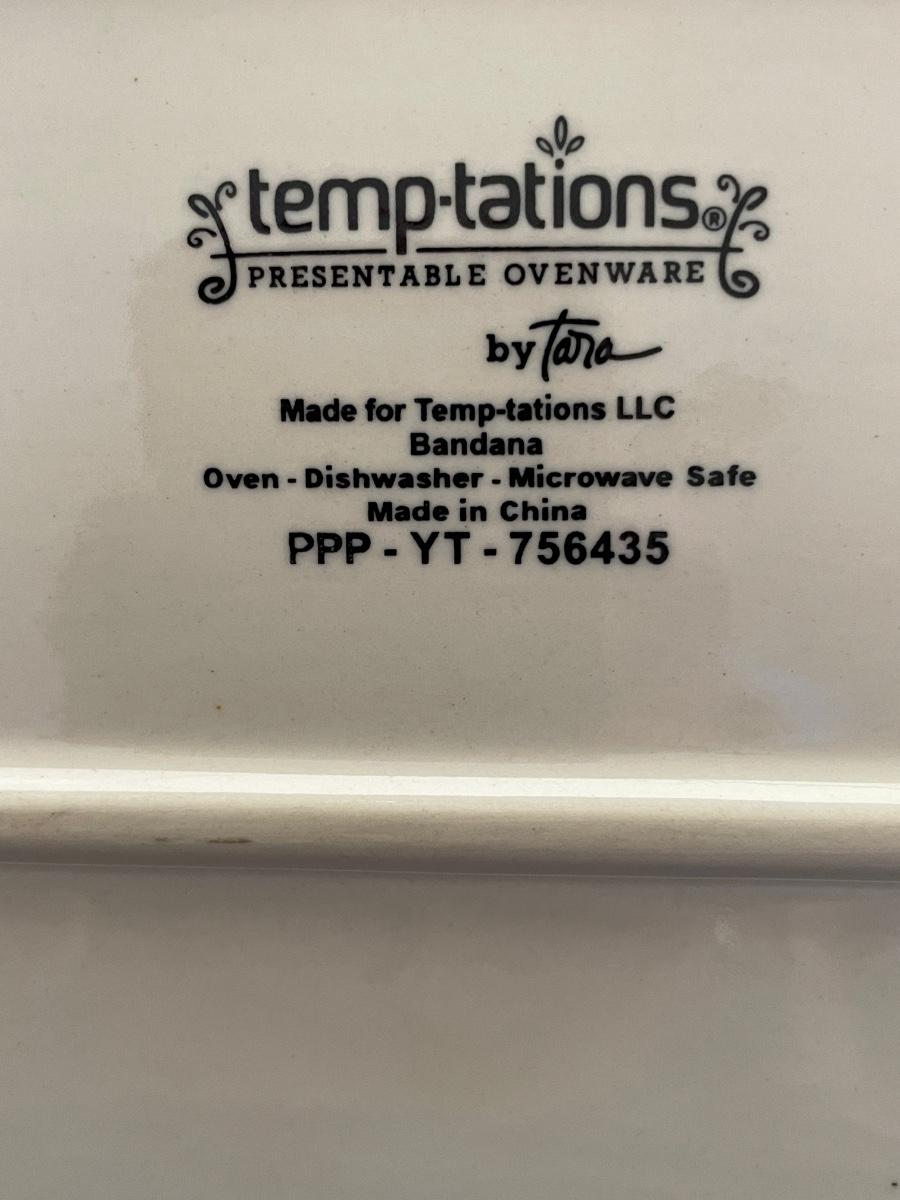 temp-tations®
PRESENTABLE OVENWARE
by Tara
Made for Temp-tations LLC
Bandana
Oven - Dishwasher - Microwave Safe
Made in China
PPP - YT - 756435